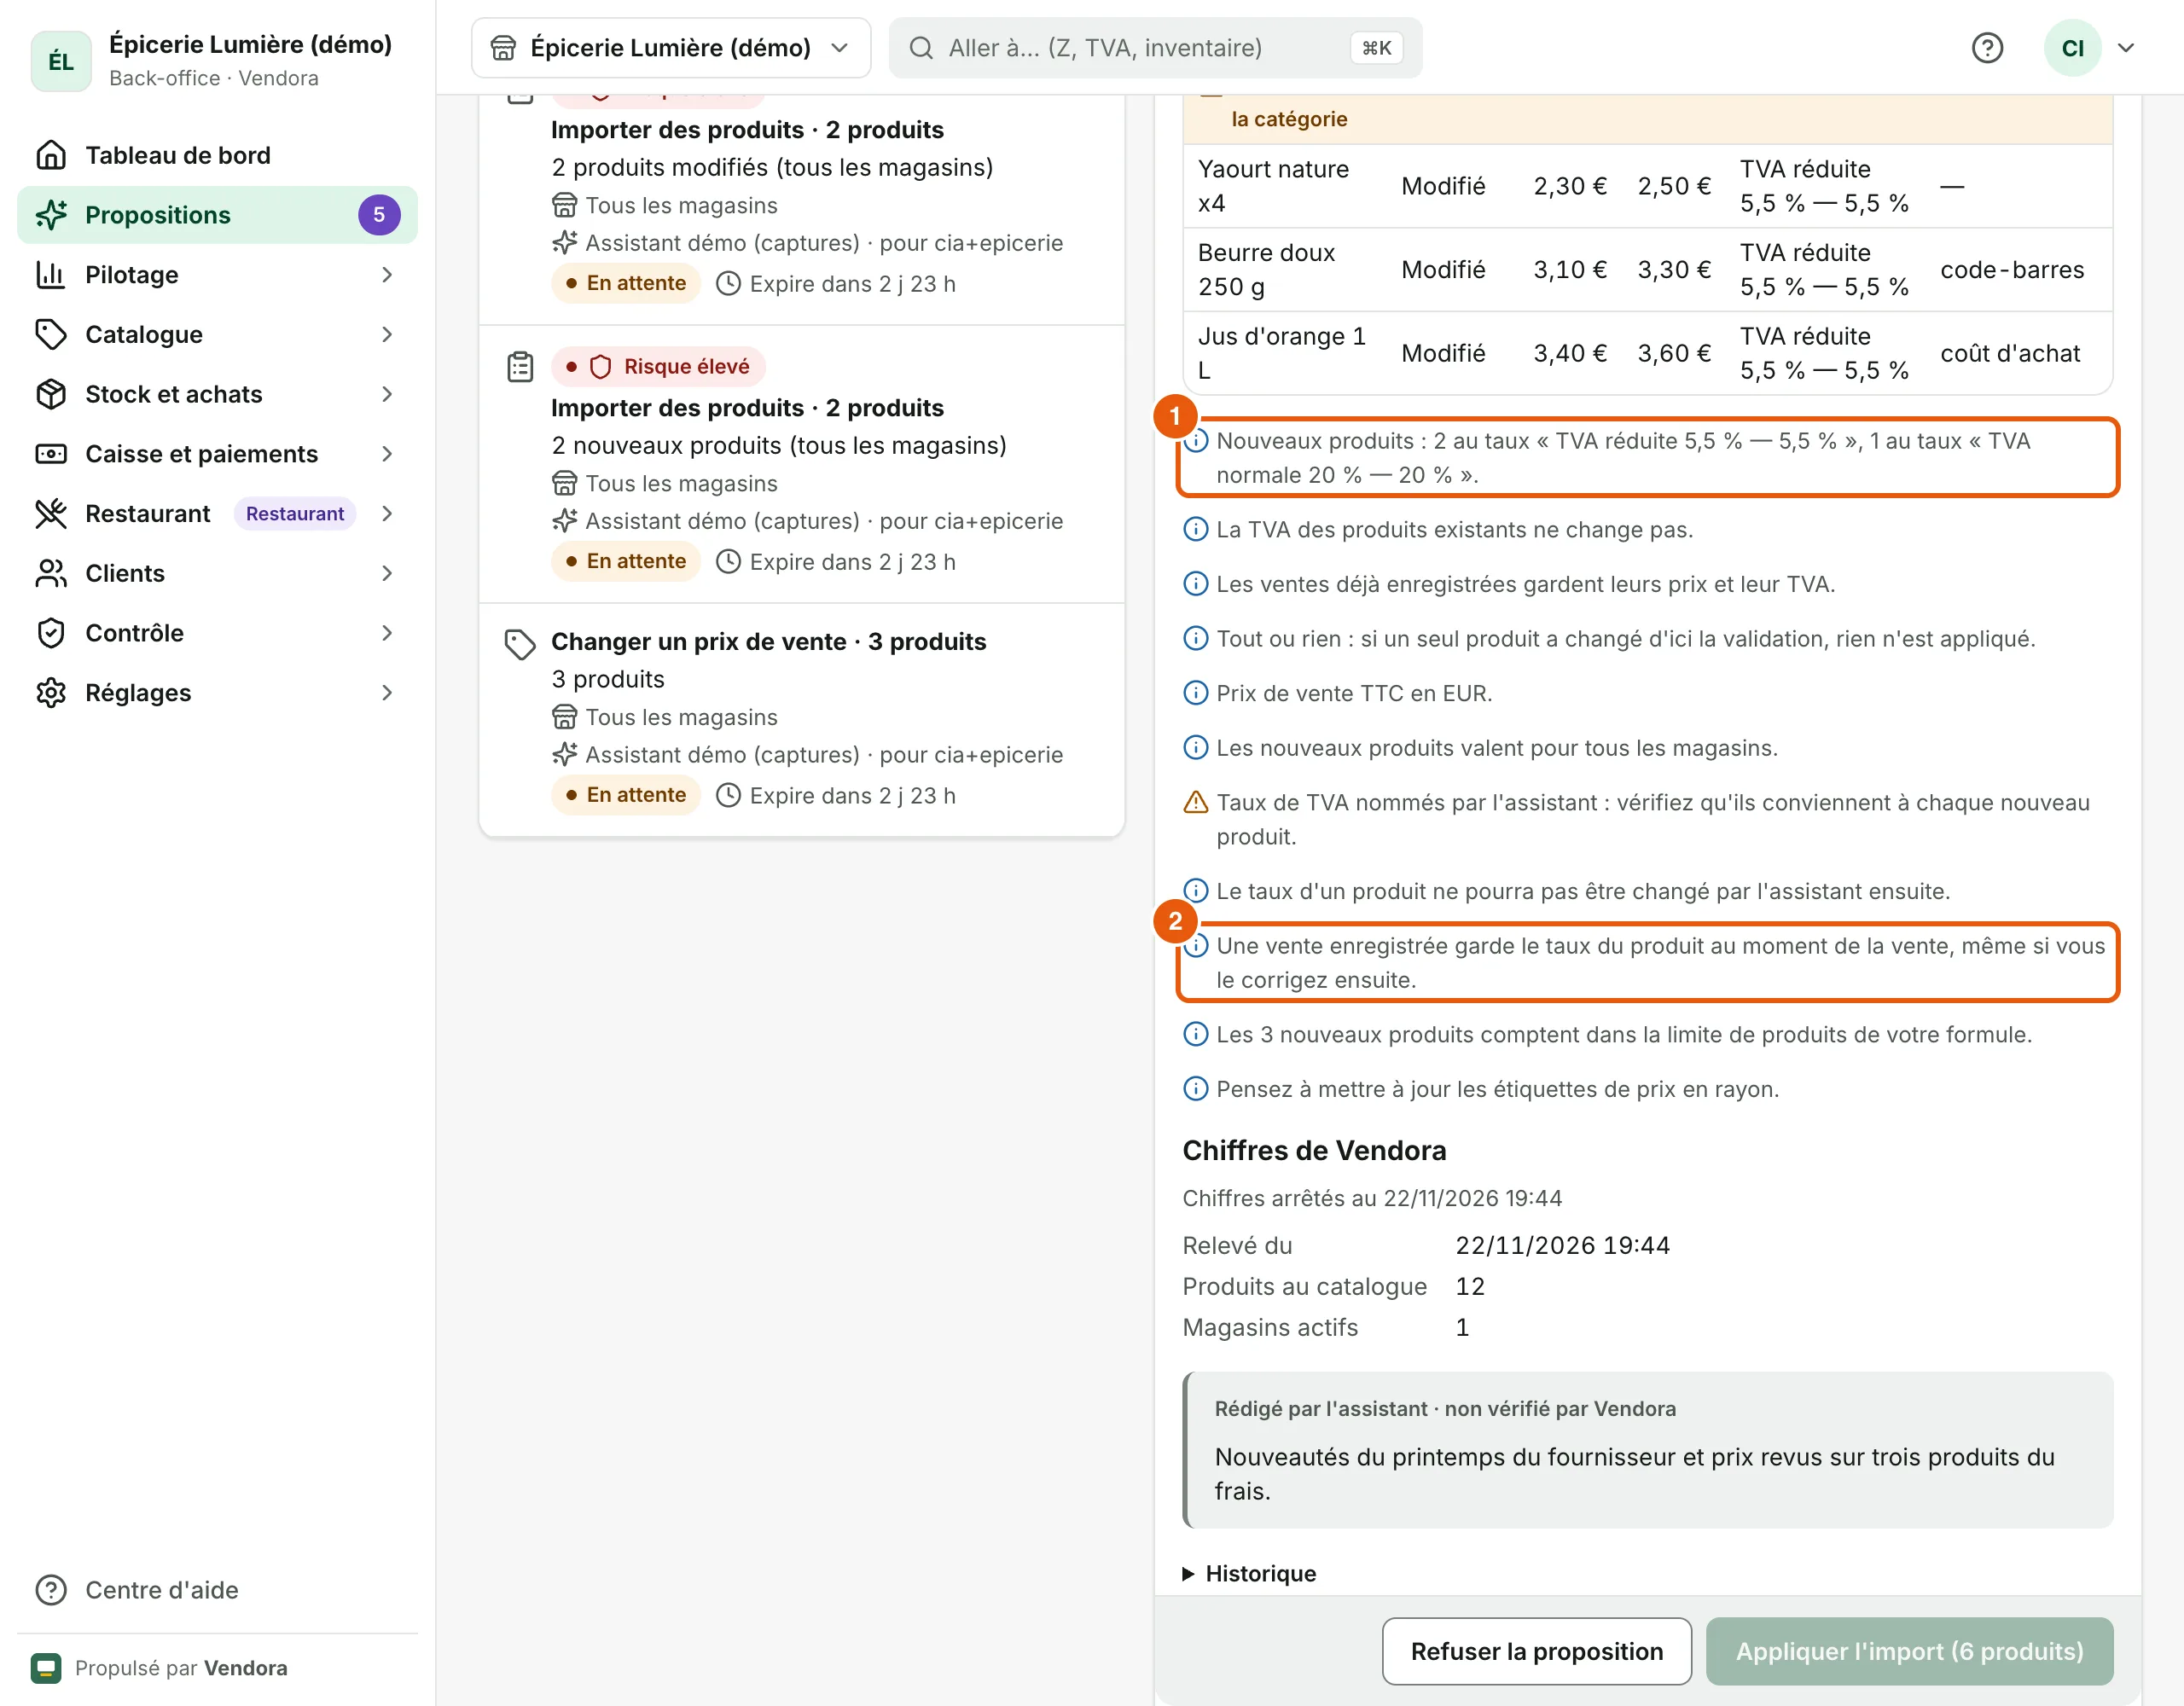 ÉL
Épicerie Lumière (démo)
Back-office · Vendora
Tableau de bord
Propositions
5
Pilotage
Catalogue
Stock et achats
Caisse et paiements
Restaurant
Restaurant
Clients
Contrôle
Réglages
Centre d'aide
Propulsé par Vendora
Épicerie Lumière (démo)
Aller à... (Z, TVA, inventaire)
⌘K
CI
Importer des produits · 2 produits
2 produits modifiés (tous les magasins)
Tous les magasins
Assistant démo (captures) · pour cia+epicerie
En attente
Expire dans 2 j 23 h
Risque élevé
Importer des produits · 2 produits
2 nouveaux produits (tous les magasins)
Tous les magasins
Assistant démo (captures) · pour cia+epicerie
En attente
Expire dans 2 j 23 h
Changer un prix de vente · 3 produits
3 produits
Tous les magasins
Assistant démo (captures) · pour cia+epicerie
En attente
Expire dans 2 j 23 h
la catégorie
Yaourt nature x4 Modifié 2,30 € 2,50 € TVA réduite 5,5 % — 5,5 % —
Beurre doux 250 g Modifié 3,10 € 3,30 € TVA réduite 5,5 % — 5,5 % code-barres
Jus d'orange 1 L Modifié 3,40 € 3,60 € TVA réduite 5,5 % — 5,5 % coût d'achat
1
Nouveaux produits : 2 au taux « TVA réduite 5,5 % — 5,5 % », 1 au taux « TVA
normale 20 % — 20 % ».
La TVA des produits existants ne change pas.
Les ventes déjà enregistrées gardent leurs prix et leur TVA.
Tout ou rien : si un seul produit a changé d'ici la validation, rien n'est appliqué.
Prix de vente TTC en EUR.
Les nouveaux produits valent pour tous les magasins.
Taux de TVA nommés par l'assistant : vérifiez qu'ils conviennent à chaque nouveau
produit.
Le taux d'un produit ne pourra pas être changé par l'assistant ensuite.
2
Une vente enregistrée garde le taux du produit au moment de la vente, même si vous
le corrigez ensuite.
Les 3 nouveaux produits comptent dans la limite de produits de votre formule.
Pensez à mettre à jour les étiquettes de prix en rayon.
Chiffres de Vendora
Chiffres arrêtés au 22/11/2026 19:44
Relevé du 22/11/2026 19:44
Produits au catalogue 12
Magasins actifs 1
Rédigé par l'assistant · non vérifié par Vendora
Nouveautés du printemps du fournisseur et prix revus sur trois produits du
frais.
Historique
Refuser la proposition
Appliquer l'import (6 produits)